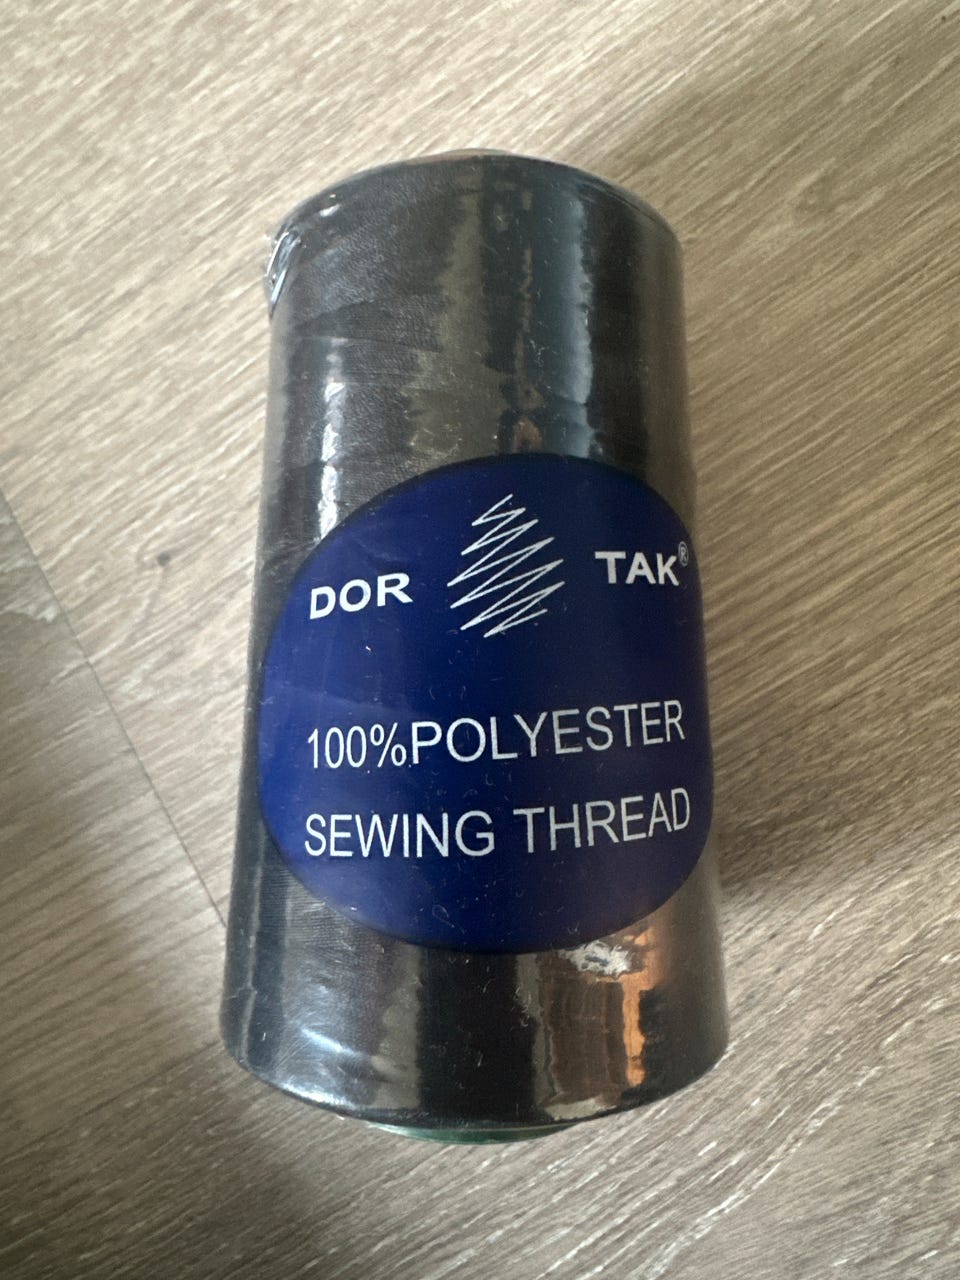 DOR TAK®
100%POLYESTER
SEWING THREAD